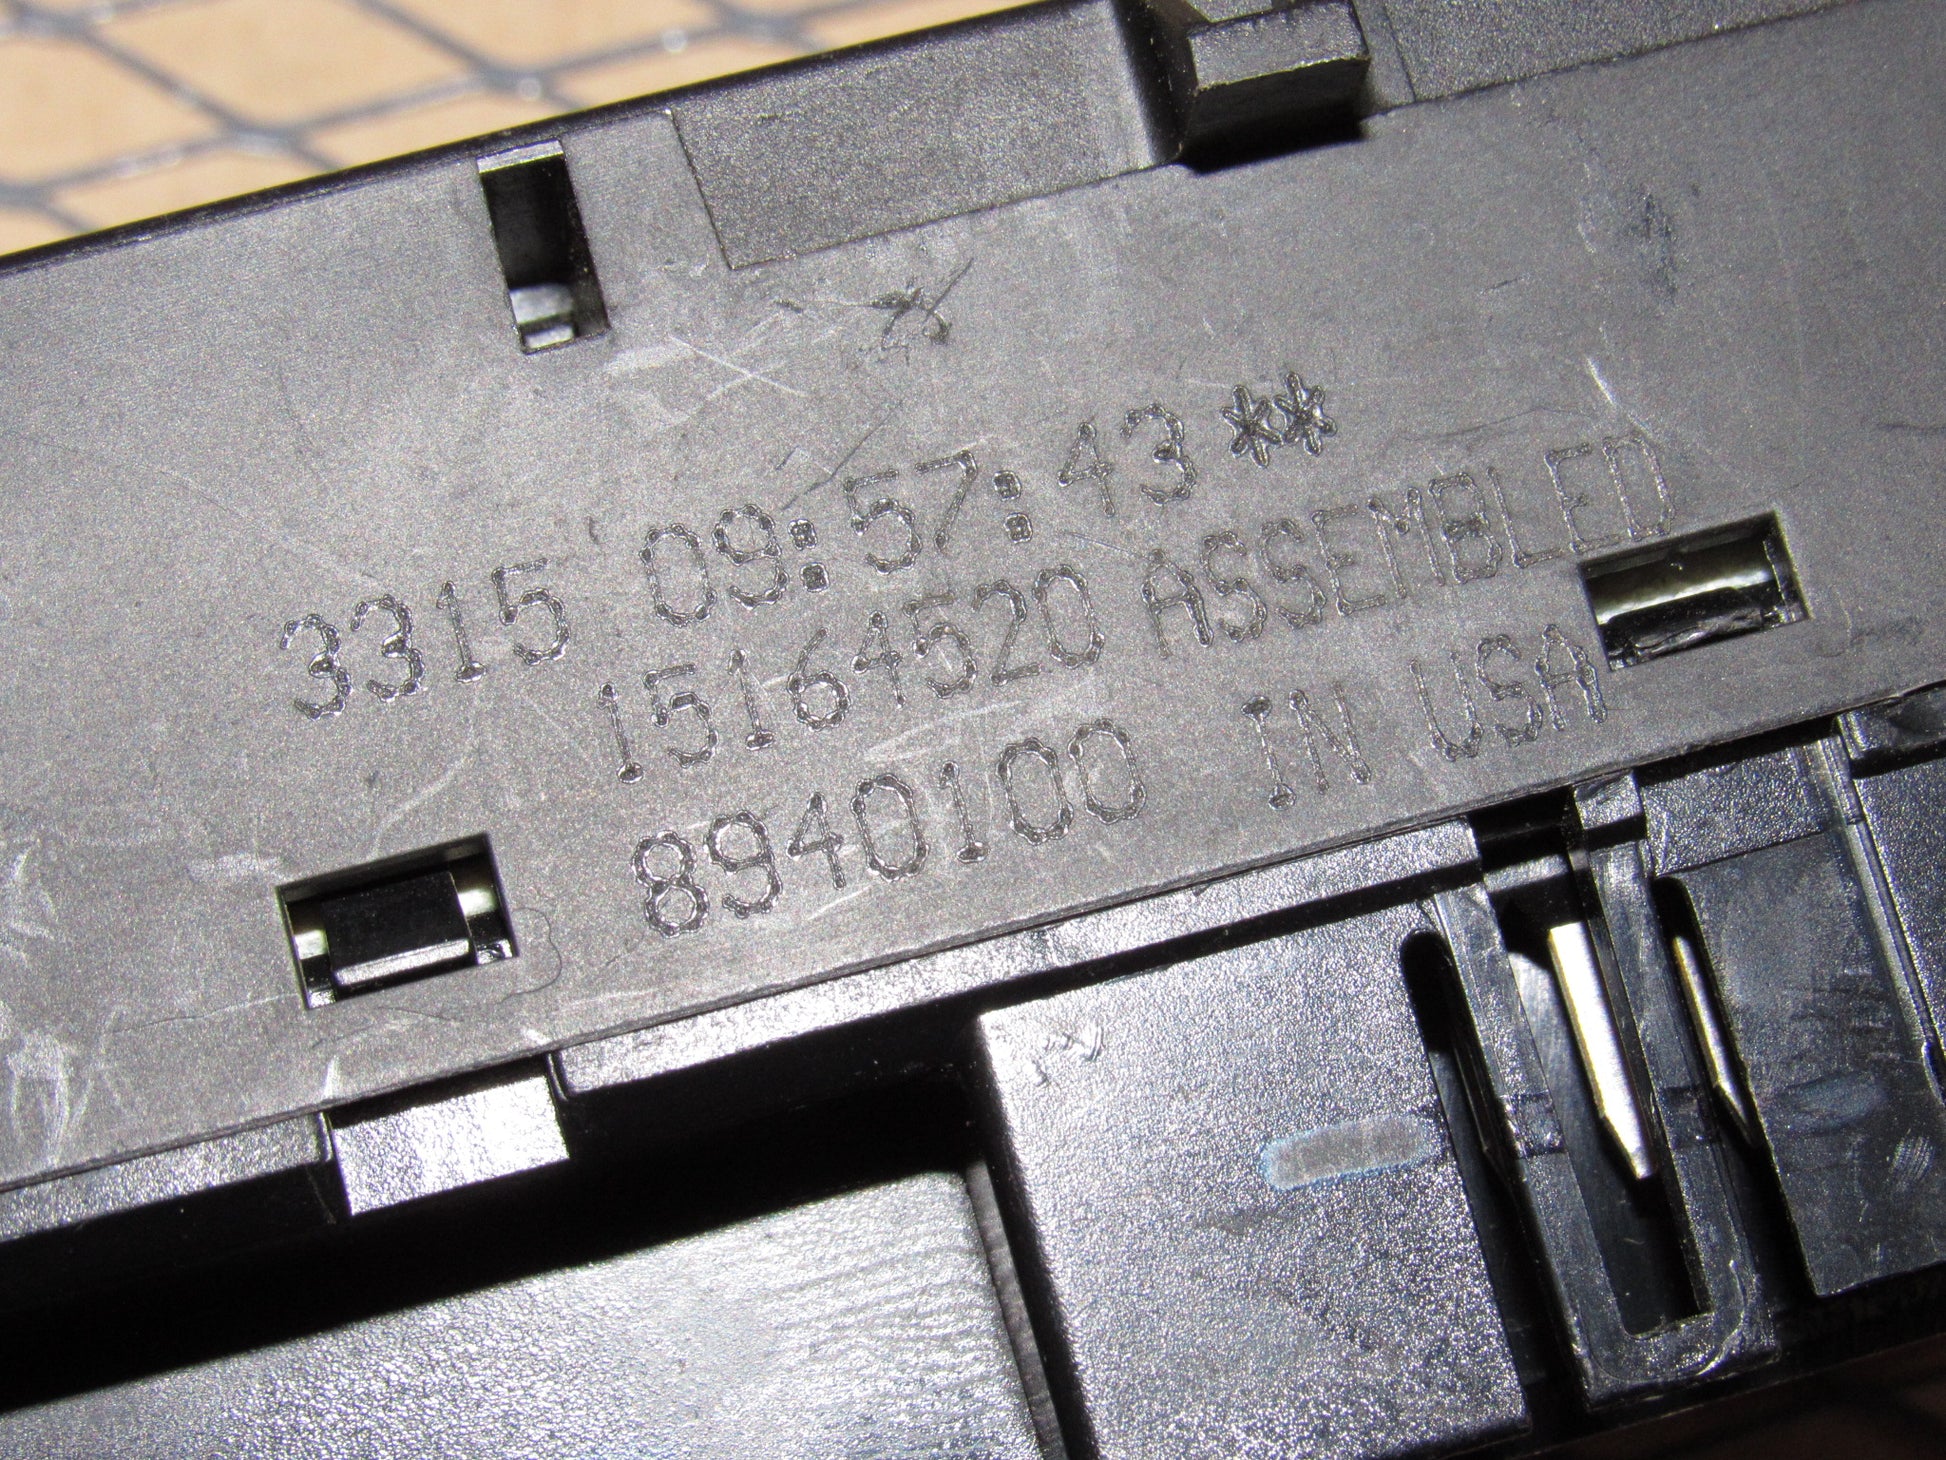 3315 09:57:43**
15164520 ASSEMBLED
8940100 IN USA